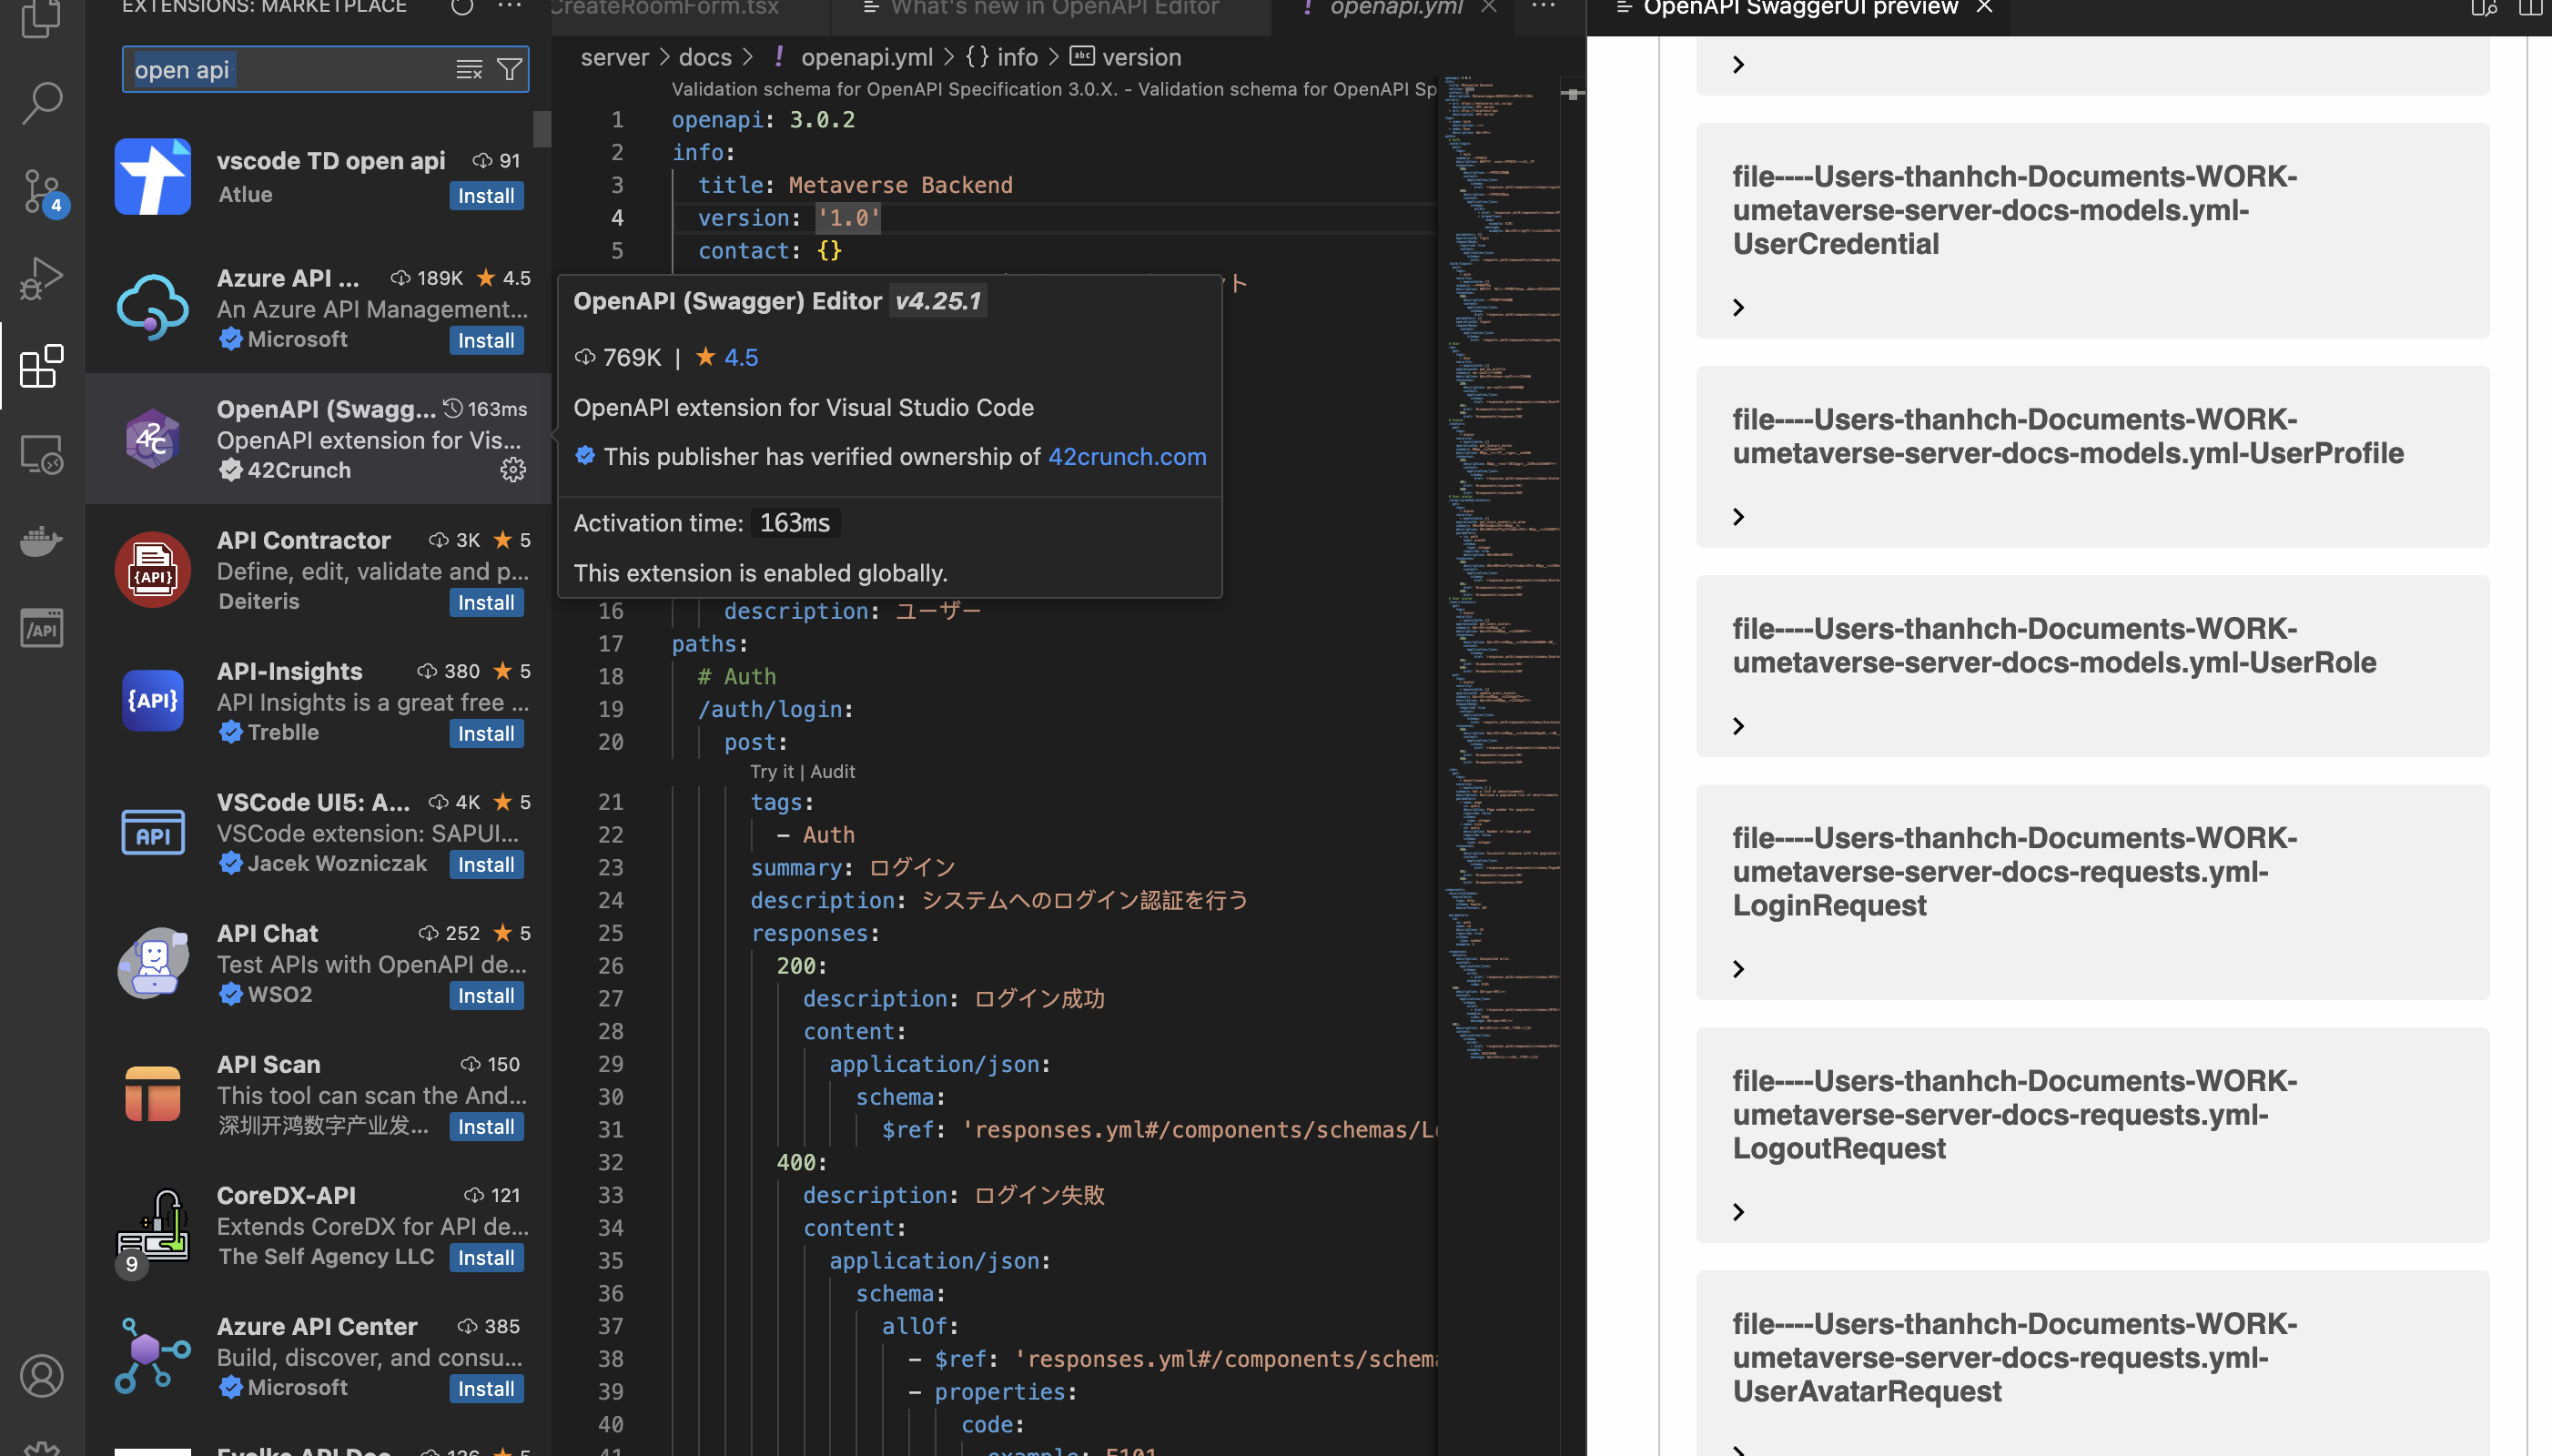 EXTENSIONS: MARKETPLACE
open api
vscode TD open api 91
Atlue Install
Azure API ... 189K 4.5
An Azure API Management...
Microsoft Install
OpenAPI (Swagg... 163ms
OpenAPI extension for Vis...
42Crunch
API Contractor 3K 5
Define, edit, validate and p...
Deiteris Install
API-Insights 380 5
API Insights is a great free ...
Treblle Install
VSCode UI5: A... 4K 5
VSCode extension: SAPUI...
Jacek Wozniczak Install
API Chat 252 5
Test APIs with OpenAPI de...
WSO2 Install
API Scan 150
This tool can scan the And...
深圳开鸿数字产业发... Install
CoreDX-API 121
Extends CoreDX for API de...
The Self Agency LLC Install
Azure API Center 385
Build, discover, and consu...
Microsoft Install
4
9
/API
{API}
{API}
API
42c
CreateRoomForm.tsx
What's new in OpenAPI Editor
! openapi.yml
server > docs > ! openapi.yml > {} info > abc version
Validation schema for OpenAPI Specification 3.0.X. - Validation schema for OpenAPI Sp
1 openapi: 3.0.2
2 info:
3 title: Metaverse Backend
4 version: '1.0'
5 contact: {}
ト
OpenAPI (Swagger) Editor v4.25.1
769K | 4.5
OpenAPI extension for Visual Studio Code
This publisher has verified ownership of 42crunch.com
Activation time: 163ms
This extension is enabled globally.
16 description: ユーザー
17 paths:
18 # Auth
19 /auth/login:
20 post:
Try it | Audit
21 tags:
22 - Auth
23 summary: ログイン
24 description: システムへのログイン認証を行う
25 responses:
26 200:
27 description: ログイン成功
28 content:
29 application/json:
30 schema:
31 $ref: 'responses.yml#/components/schemas/L
32 400:
33 description: ログイン失敗
34 content:
35 application/json:
36 schema:
37 allOf:
38 - $ref: 'responses.yml#/components/schem
39 - properties:
40 code:
41 example: E101
OpenAPI SwaggerUI preview
file----Users-thanhch-Documents-WORK-
umetaverse-server-docs-models.yml-
UserCredential
file----Users-thanhch-Documents-WORK-
umetaverse-server-docs-models.yml-UserProfile
file----Users-thanhch-Documents-WORK-
umetaverse-server-docs-models.yml-UserRole
file----Users-thanhch-Documents-WORK-
umetaverse-server-docs-requests.yml-
LoginRequest
file----Users-thanhch-Documents-WORK-
umetaverse-server-docs-requests.yml-
LogoutRequest
file----Users-thanhch-Documents-WORK-
umetaverse-server-docs-requests.yml-
UserAvatarRequest